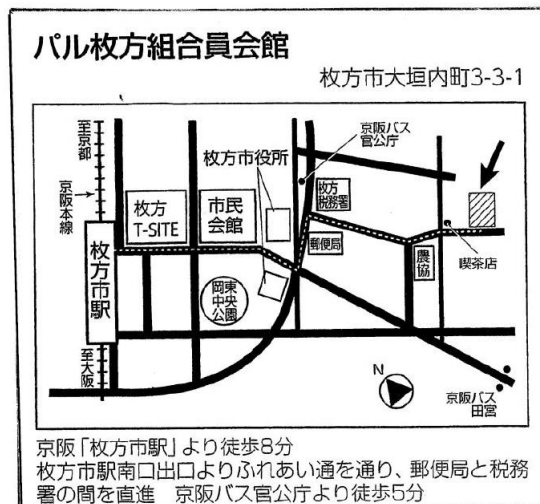 パル枚方組合員会館
枚方市大垣内町3-3-1
至京都
京阪本線
枚方市駅
至大阪
枚方
T-SITE
市民
会館
枚方市役所
京阪バス
官公庁
枚方
税務署
郵便局
岡東
中央
公園
農協
喫茶店
N
京阪バス
田宮
京阪「枚方市駅」より徒歩8分
枚方市駅南口出口よりふれあい通を通り、郵便局と税務
署の間を直進　京阪バス官公庁より徒歩5分